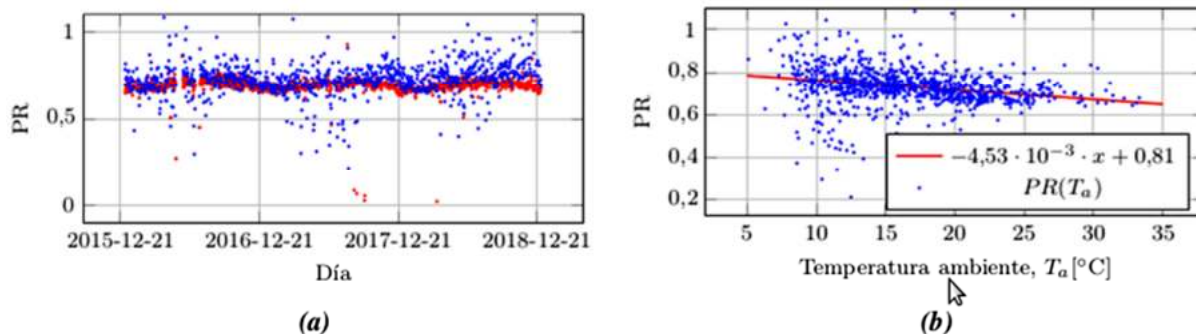 1
0,5
0
PR
2015-12-21 2016-12-21 2017-12-21 2018-12-21
Día
(a)
1
0,8
0,6
0,4
0,2
PR
−4,53 · 10⁻³ · x + 0,81
PR(Tₐ)
5 10 15 20 25 30 35
Temperatura ambiente, Tₐ[°C]
(b)